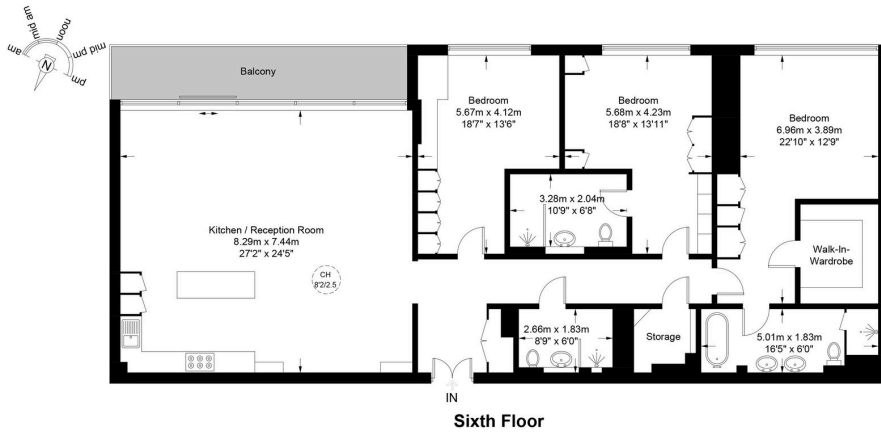 am
mid am
noon
mid pm
pm
N
Balcony
Bedroom
5.67m x 4.12m
18'7" x 13'6"
Bedroom
5.68m x 4.23m
18'8" x 13'11"
Bedroom
6.96m x 3.89m
22'10" x 12'9"
3.28m x 2.04m
10'9" x 6'8"
Kitchen / Reception Room
8.29m x 7.44m
27'2" x 24'5"
CH
8'2/2.5
Walk-In-
Wardrobe
2.66m x 1.83m
8'9" x 6'0"
Storage
5.01m x 1.83m
16'5" x 6'0"
IN
Sixth Floor